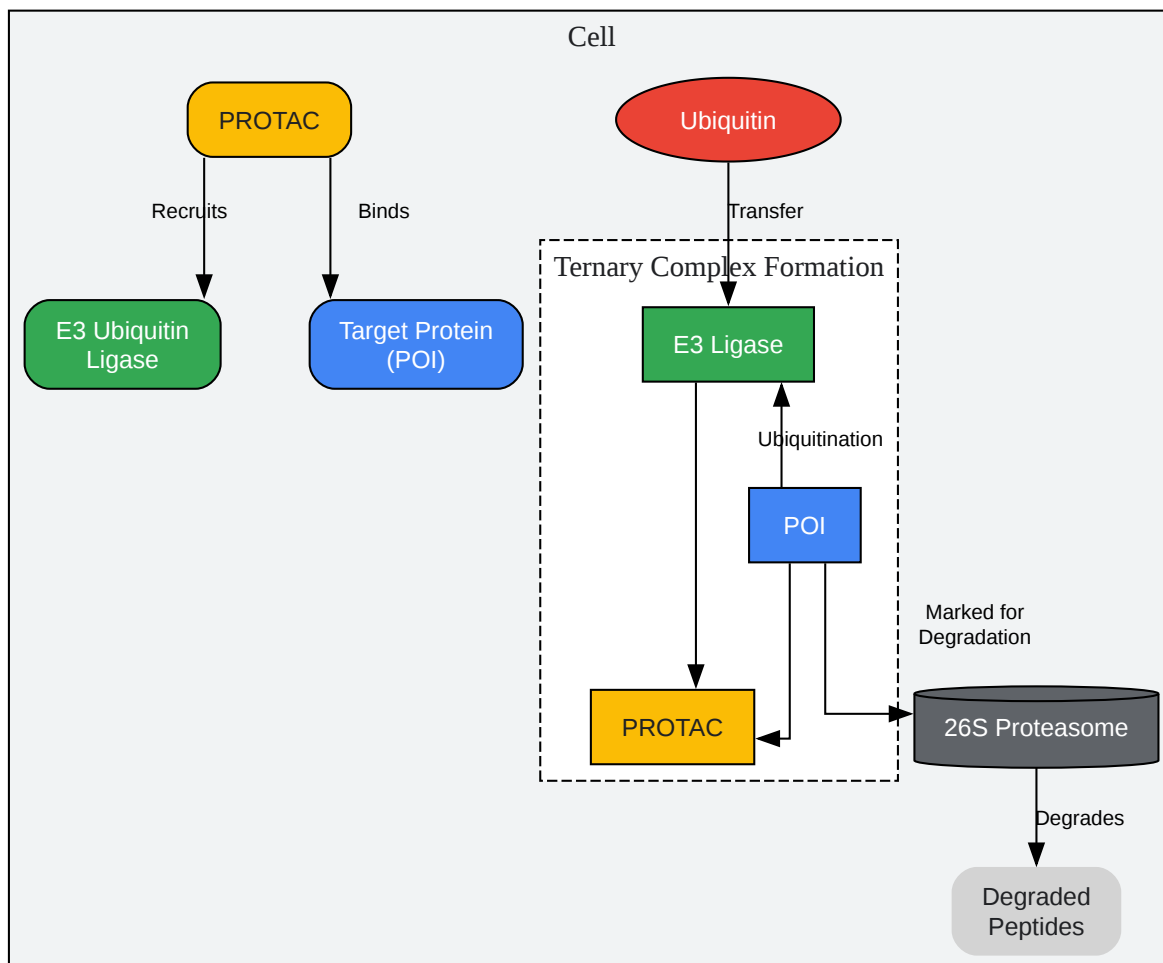 Cell
PROTAC
Ubiquitin
Recruits
Binds
Transfer
Ternary Complex Formation
E3 Ubiquitin
Ligase
Target Protein
(POI)
E3 Ligase
Ubiquitination
POI
Marked for
Degradation
PROTAC
26S Proteasome
Degrades
Degraded
Peptides